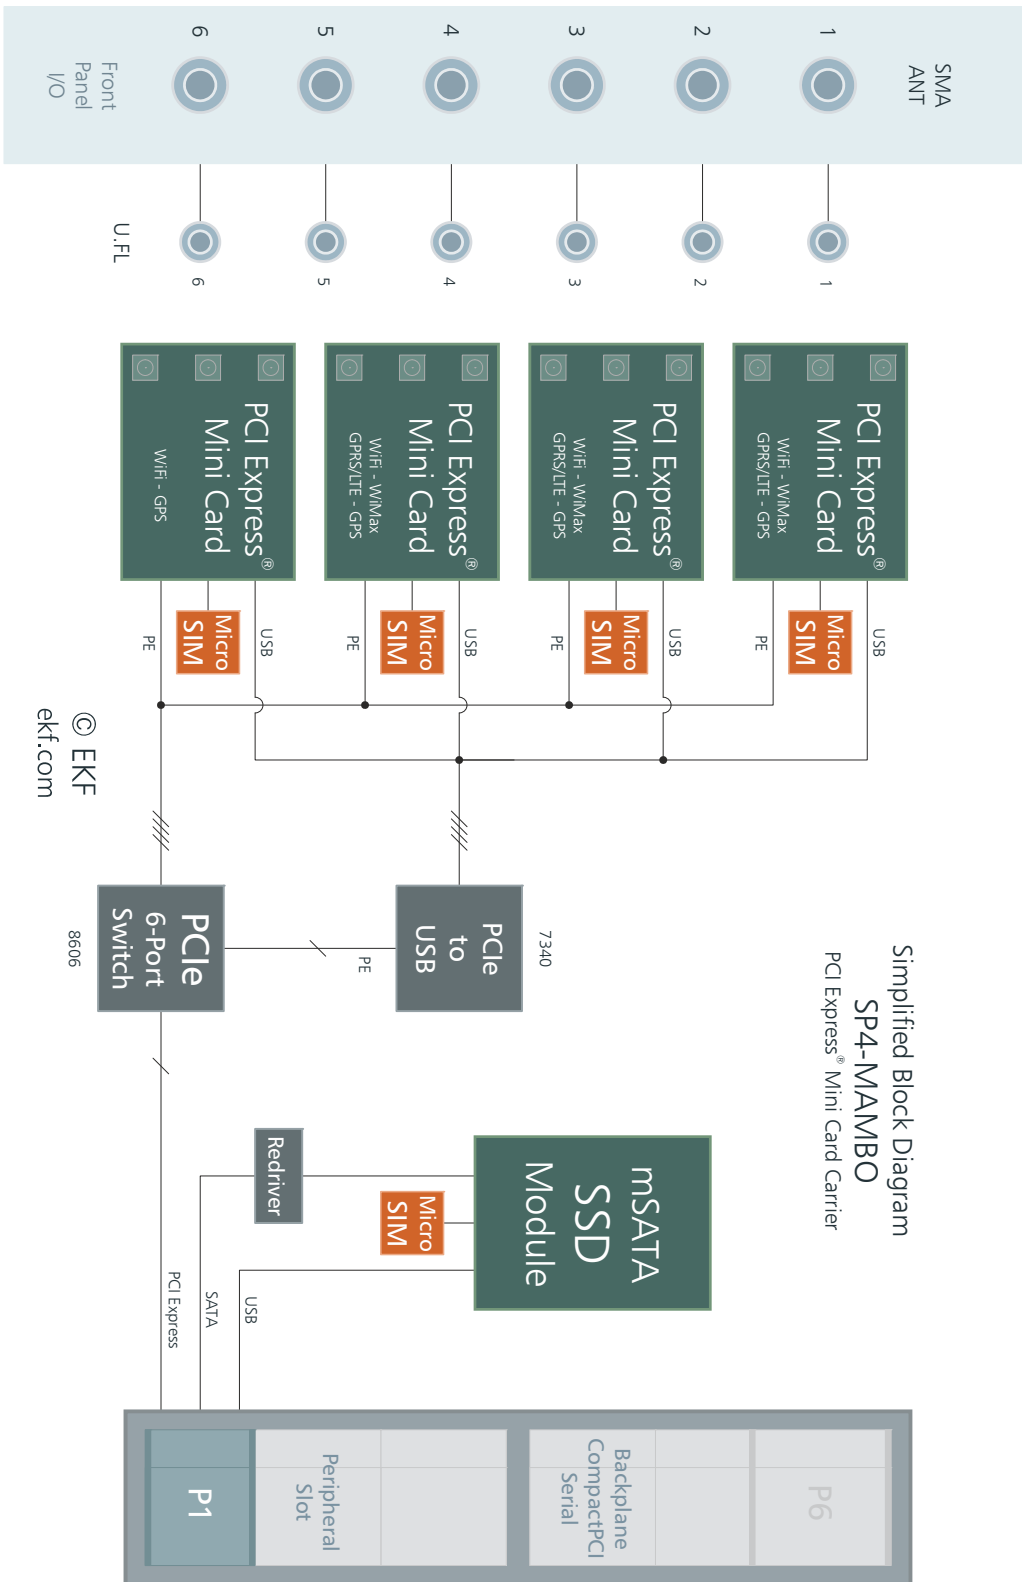 Simplified Block Diagram
SP4-MAMBO
PCI Express® Mini Card Carrier
SMA
ANT
1
2
3
4
5
6
Front
Panel
I/O
1
2
3
4
5
6
U.FL
PCI Express®
Mini Card
WiFi - WiMax
GPRS/LTE - GPS
PCI Express®
Mini Card
WiFi - WiMax
GPRS/LTE - GPS
PCI Express®
Mini Card
WiFi - WiMax
GPRS/LTE - GPS
PCI Express®
Mini Card
WiFi - GPS
USB
Micro
SIM
PE
USB
Micro
SIM
PE
USB
Micro
SIM
PE
USB
Micro
SIM
PE
© EKF
ekf.com
7340
PCIe
to
USB
PE
PCIe
6-Port
Switch
8606
mSATA
SSD
Module
Micro
SIM
Redriver
USB
SATA
PCI Express
P6
Backplane
CompactPCI
Serial
Peripheral
Slot
P1